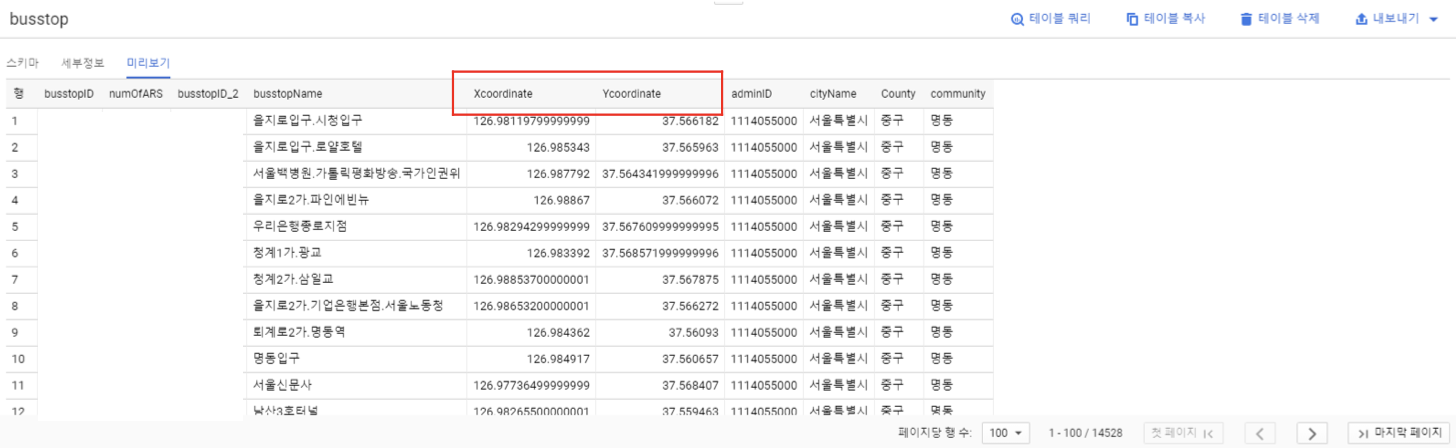 busstop 테이블 쿼리 테이블 복사 테이블 삭제 내보내기
스키마 세부정보 미리보기
행 busstopID numOfARS busstopID_2 busstopName Xcoordinate Ycoordinate adminID cityName County community
1 을지로입구.시청입구 126.98119799999999 37.566182 1114055000 서울특별시 중구 명동
2 을지로입구.로얄호텔 126.985343 37.565963 1114055000 서울특별시 중구 명동
3 서울백병원.가톨릭평화방송.국가인권위 126.987792 37.564341999999996 1114055000 서울특별시 중구 명동
4 을지로2가.파인에빈뉴 126.98867 37.566072 1114055000 서울특별시 중구 명동
5 우리은행종로지점 126.98294299999999 37.567609999999995 1114055000 서울특별시 중구 명동
6 청계1가.광교 126.983392 37.568571999999996 1114055000 서울특별시 중구 명동
7 청계2가.삼일교 126.98853700000001 37.567875 1114055000 서울특별시 중구 명동
8 을지로2가.기업은행본점.서울노동청 126.98653200000001 37.566272 1114055000 서울특별시 중구 명동
9 퇴계로2가.명동역 126.984362 37.56093 1114055000 서울특별시 중구 명동
10 명동입구 126.984917 37.560657 1114055000 서울특별시 중구 명동
11 서울신문사 126.97736499999999 37.568407 1114055000 서울특별시 중구 명동
12 남산3호터널 126.98265500000001 37.559463 1114055000 서울특별시 중구 명동
페이지당 행 수: 100 1 - 100 / 14528 첫 페이지 마지막 페이지